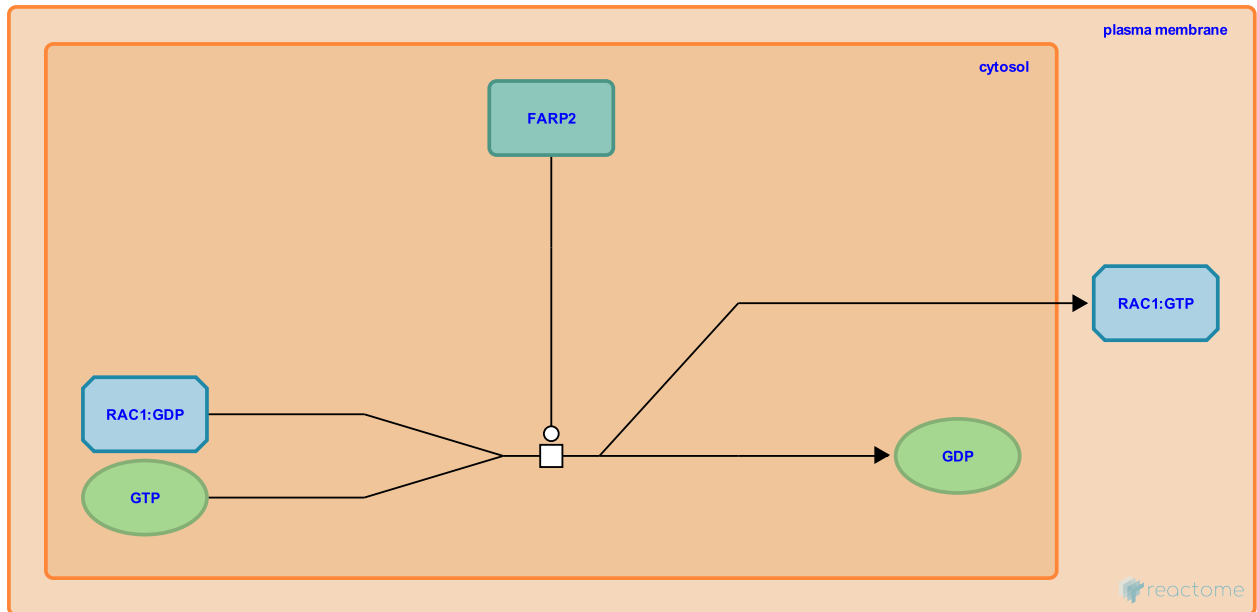 plasma membrane
cytosol
FARP2
RAC1:GTP
RAC1:GDP
GDP
GTP
reactome